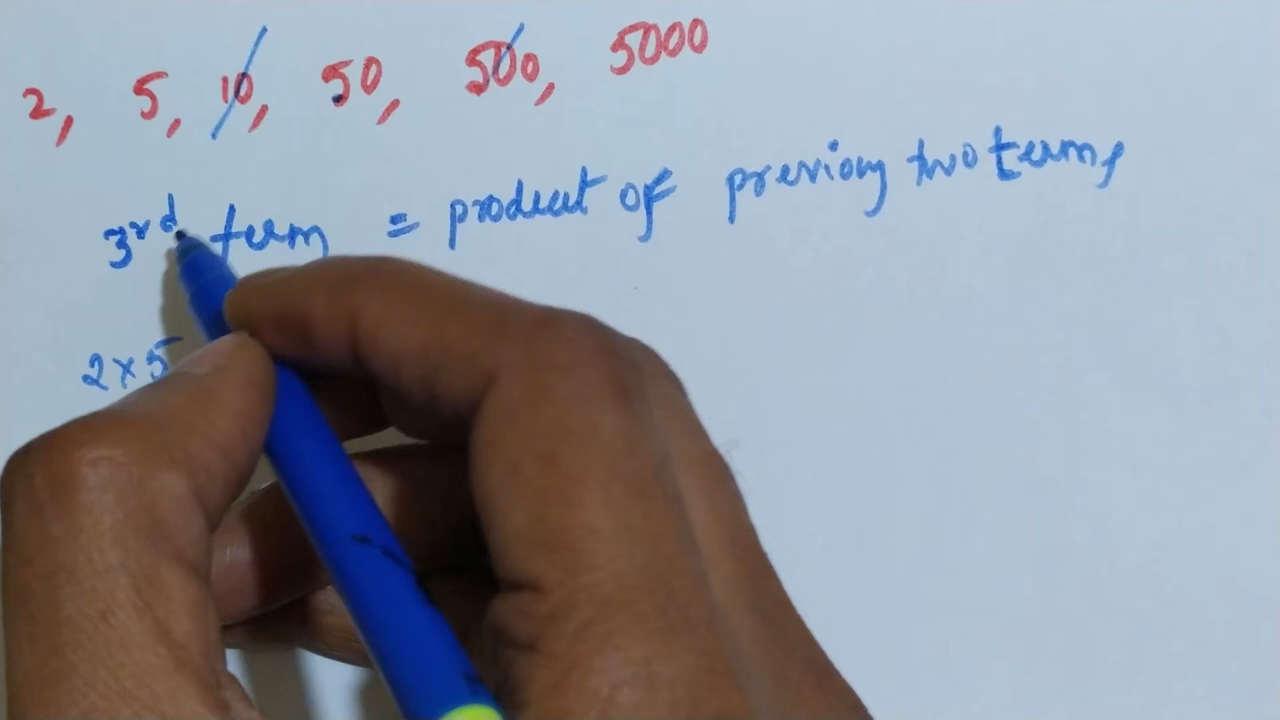 2, 5, 10, 50, 500, 5000
3rd term = product of previous two terms
2 × 5